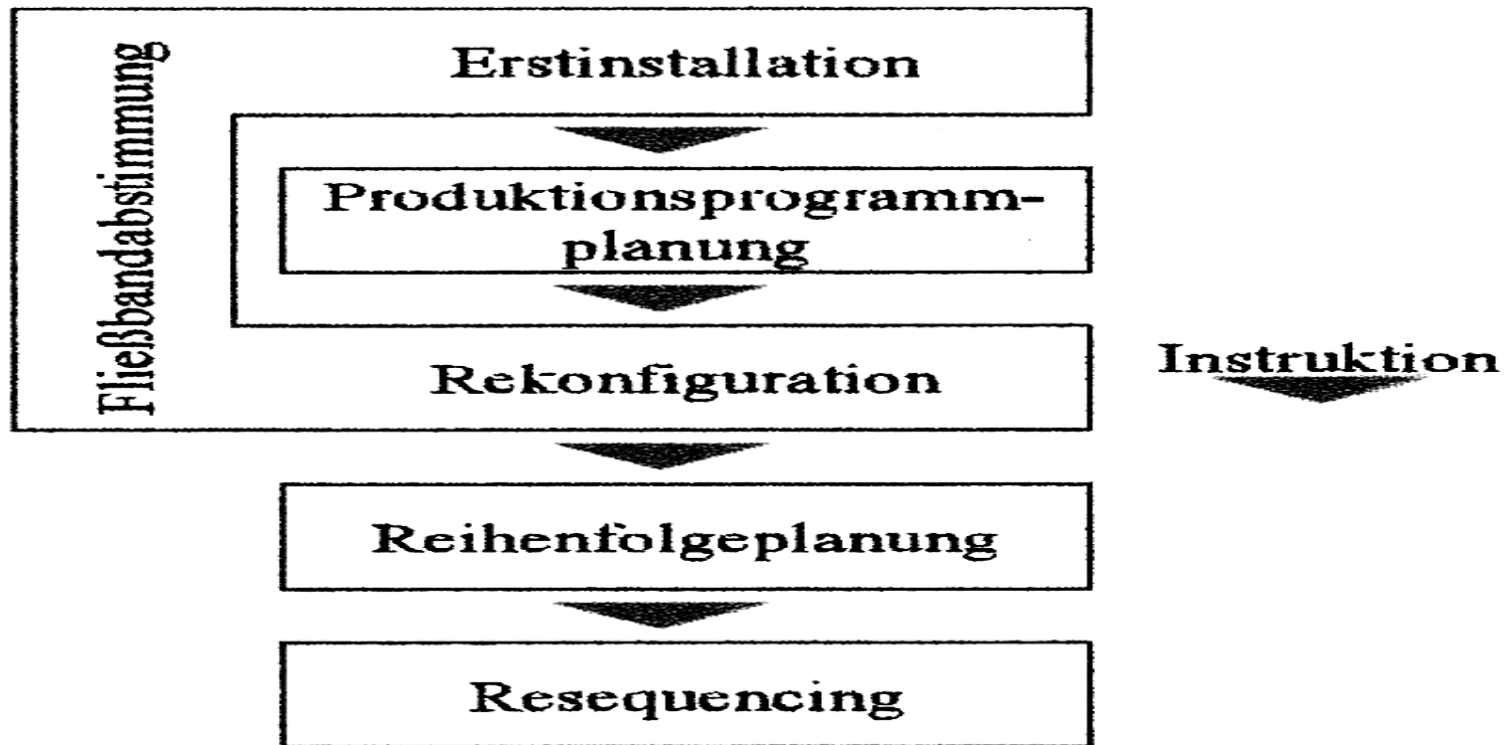 Fließbandabstimmung
Erstinstallation
Produktionsprogramm-
planung
Rekonfiguration
Instruktion
Reihenfolgeplanung
Resequencing